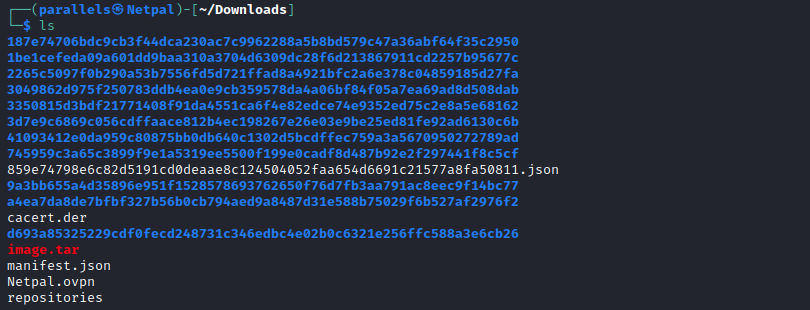 ┌──(parallels㉿Netpal)-[~/Downloads]
└─$ ls
187e74706bdc9cb3f44dca230ac7c9962288a5b8bd579c47a36abf64f35c2950
1be1cefeda09a601dd9baa310a3704d6309dc28f6d213867911cd2257b95677c
2265c5097f0b290a53b7556fd5d721ffad8a4921bfc2a6e378c04859185d27fa
3049862d975f250783ddb4ea0e9cb359578da4a06bf84f05a7ea69ad8d508dab
3350815d3bdf21771408f91da4551ca6f4e82edce74e9352ed75c2e8a5e68162
3d7e9c6869c056cdffaace812b4ec198267e26e03e9be25ed81fe92ad6130c6b
41093412e0da959c80875bb0db640c1302d5bcdffec759a3a5670950272789ad
745959c3a65c3899f9e1a5319ee5500f199e0cadf8d487b92e2f297441f8c5cf
859e74798e6c82d5191cd0deaae8c124504052faa654d6691c21577a8fa50811.json
9a3bb655a4d35896e951f1528578693762650f76d7fb3aa791ac8eec9f14bc77
a4ea7da8de7bfbf327b56b0cb794aed9a8487d31e588b75029f6b527af2976f2
cacert.der
d693a85325229cdf0fecd248731c346edbc4e02b0c6321e256ffc588a3e6cb26
image.tar
manifest.json
Netpal.ovpn
repositories